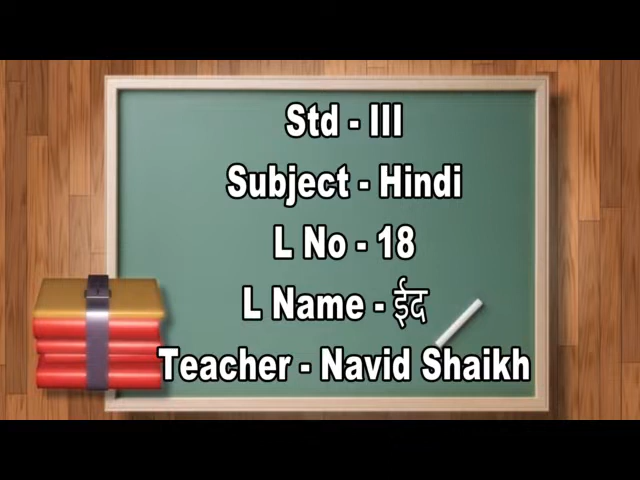 Std - III
Subject - Hindi
L No - 18
L Name - ईद
Teacher - Navid Shaikh